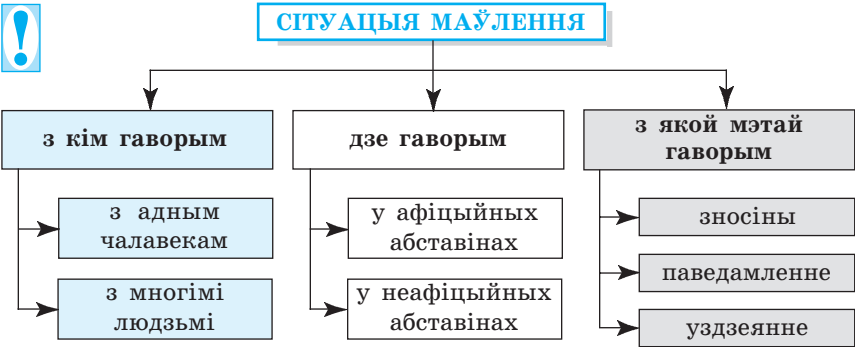 !
СІТУАЦЫЯ МАЎЛЕННЯ
з кім гаворым
з адным
чалавекам
з многімі
людзьмі
дзе гаворым
у афіцыйных
абставінах
у неафіцыйных
абставінах
з якой мэтай
гаворым
зносіны
паведамленне
уздзеянне